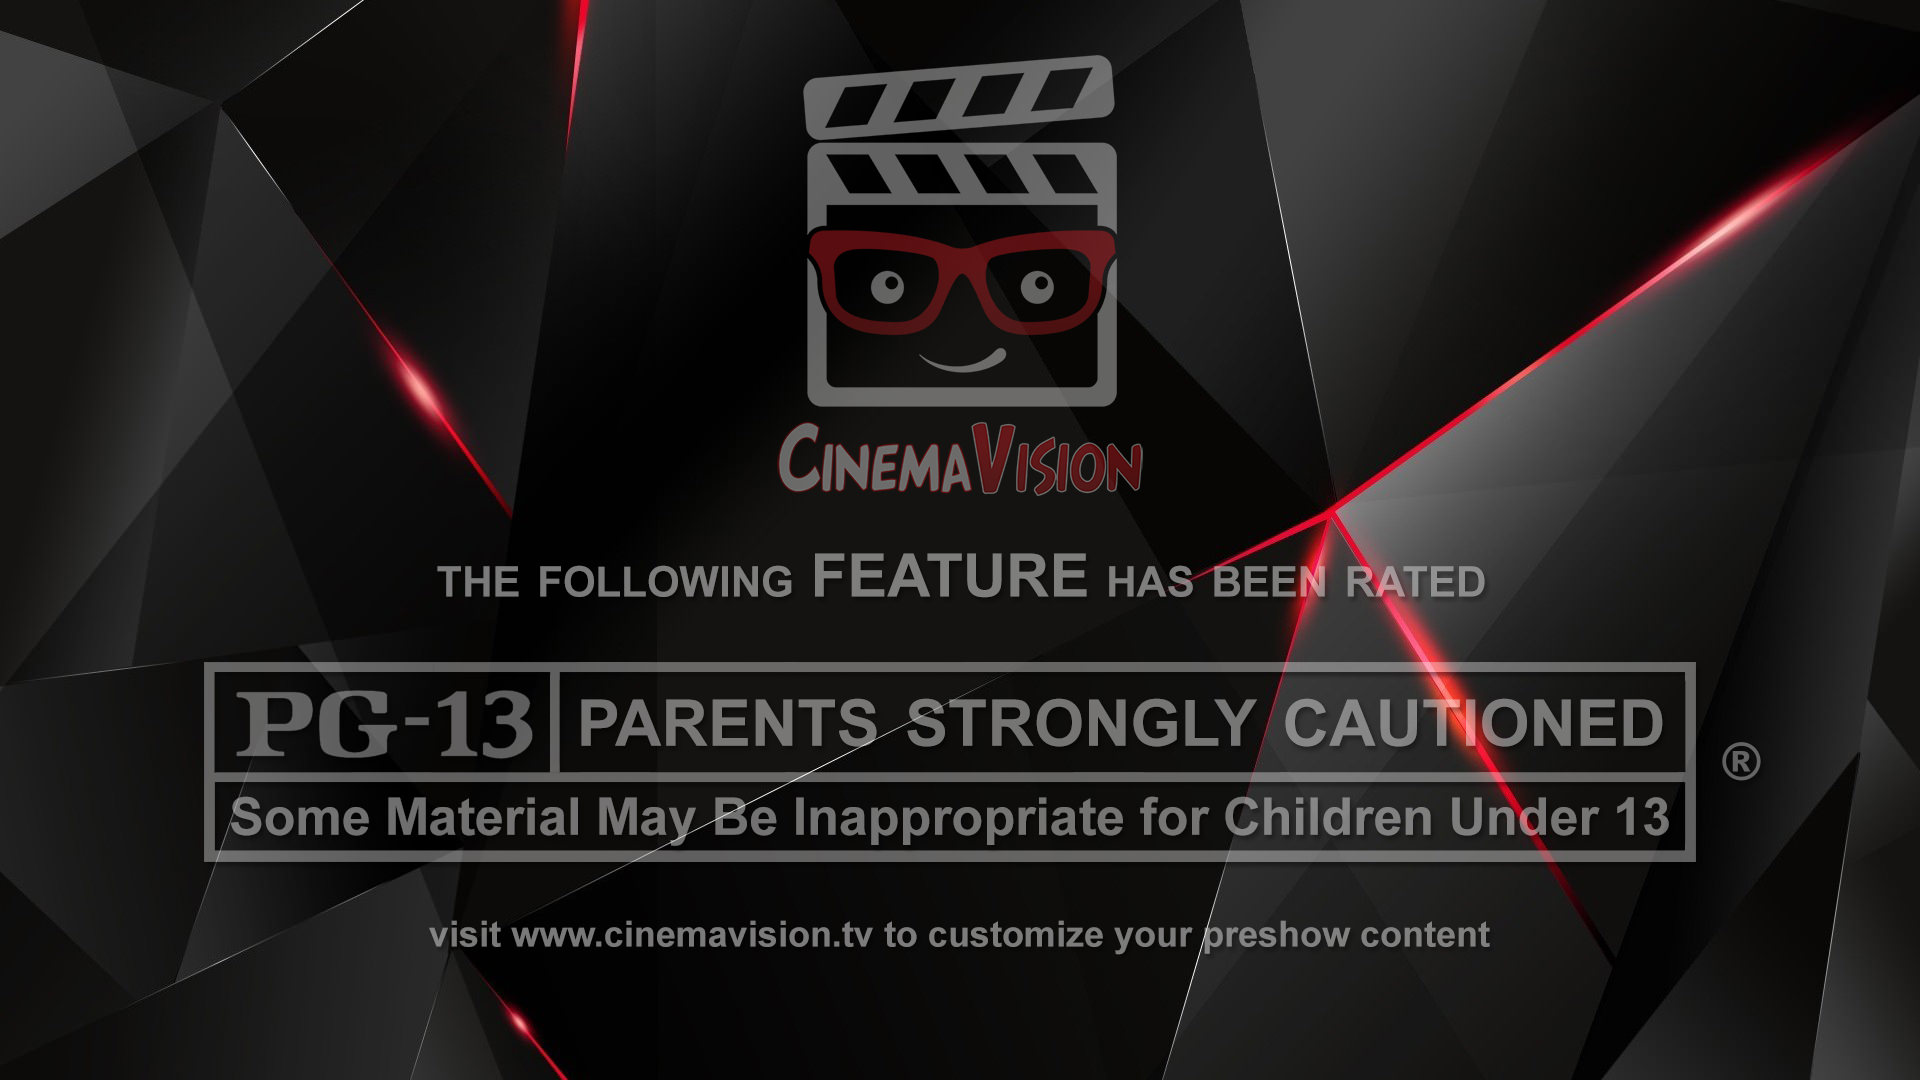 CINEMAVISION
THE FOLLOWING FEATURE HAS BEEN RATED
PG-13 PARENTS STRONGLY CAUTIONED
®
Some Material May Be Inappropriate for Children Under 13
visit www.cinemavision.tv to customize your preshow content